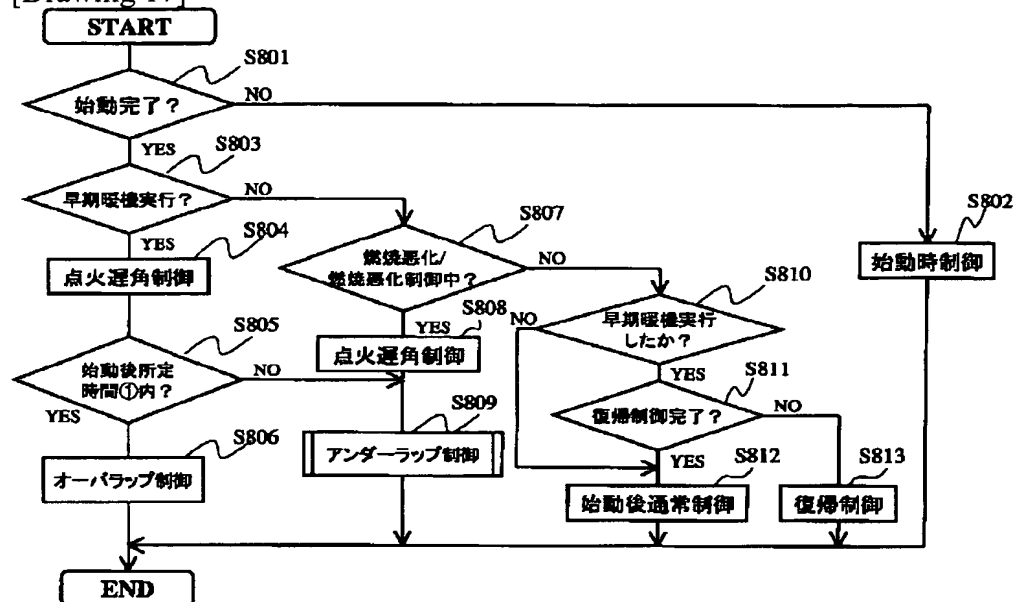 START
S801
始動完了?
NO
YES
S803
早期暖機実行?
NO
YES
S804
点火遅角制御
S805
始動後所定
時間①内?
NO
YES
S806
オーバラップ制御
S807
燃焼悪化/
燃焼悪化制御中?
NO
YES
S808
点火遅角制御
S809
アンダーラップ制御
S810
早期暖機実行
したか?
NO
YES
S811
復帰制御完了?
NO
YES
S812
始動後通常制御
S813
復帰制御
S802
始動時制御
END